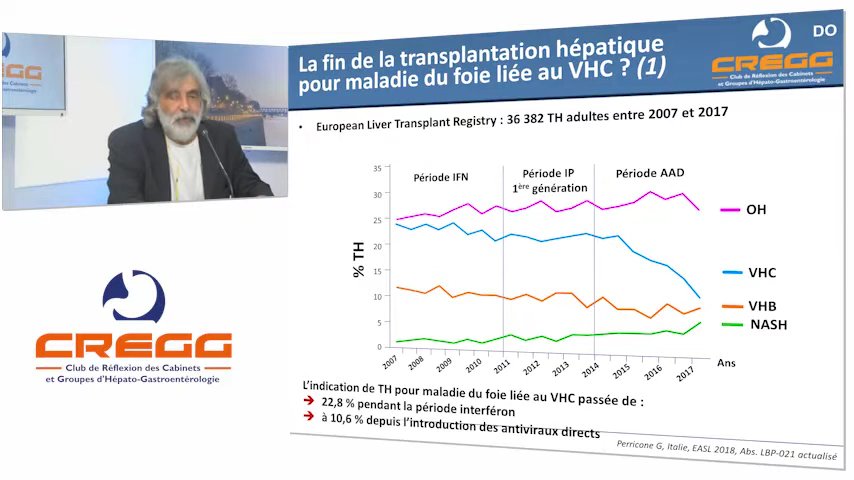 CREGG
La fin de la transplantation hépatique
pour maladie du foie liée au VHC ? (1)
CREGG
Club de Réflexion des Cabinets
et Groupes d'Hépato-Gastroentérologie
DO
• European Liver Transplant Registry : 36 382 TH adultes entre 2007 et 2017
35
30
25
20
15
10
5
0
% TH
Période IFN
Période IP
1ère génération
Période AAD
OH
VHC
VHB
NASH
2007
2008
2009
2010
2011
2012
2013
2014
2015
2016
2017
Ans
CREGG
Club de Réflexion des Cabinets
et Groupes d'Hépato-Gastroentérologie
L'indication de TH pour maladie du foie liée au VHC passée de :
➔ 22,8 % pendant la période interféron
➔ à 10,6 % depuis l'introduction des antiviraux directs
Perricone G, Italie, EASL 2018, Abs. LBP-021 actualisé